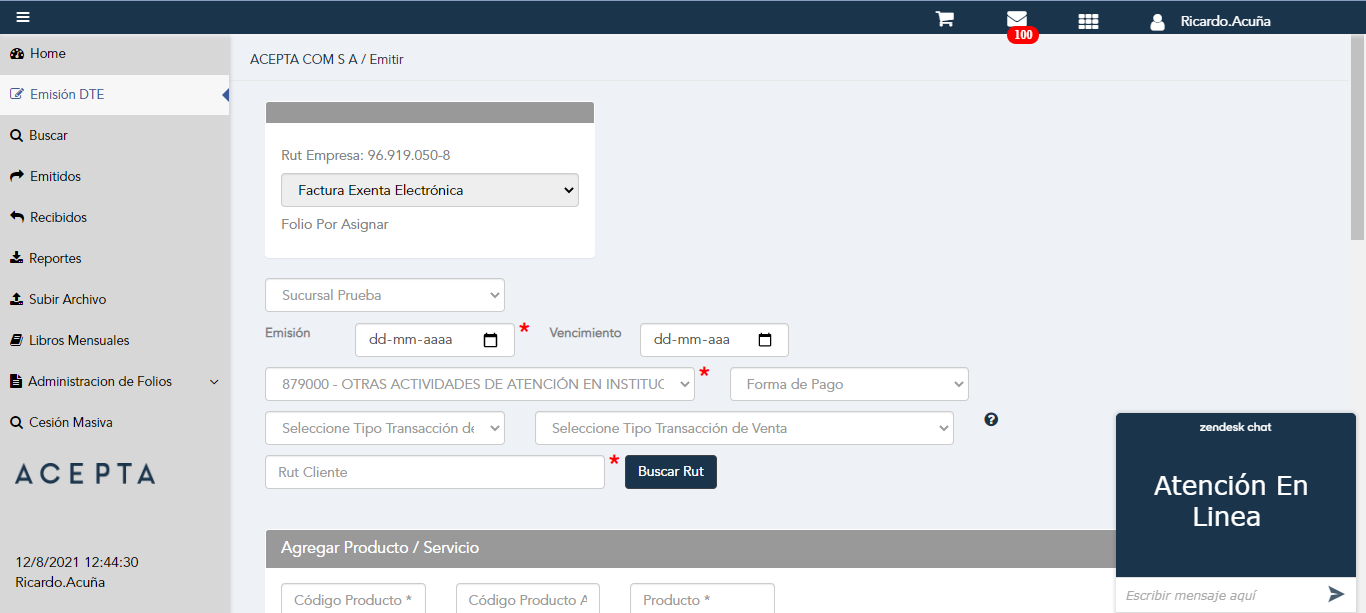 Ricardo.Acuña
100
Home
Emisión DTE
Buscar
Emitidos
Recibidos
Reportes
Subir Archivo
Libros Mensuales
Administracion de Folios
Cesión Masiva
ACEPTA
12/8/2021 12:44:30
Ricardo.Acuña
ACEPTA COM S A / Emitir
Rut Empresa: 96.919.050-8
Factura Exenta Electrónica
Folio Por Asignar
Sucursal Prueba
Emisión dd-mm-aaaa * Vencimiento dd-mm-aaa
879000 - OTRAS ACTIVIDADES DE ATENCIÓN EN INSTITUC * Forma de Pago
Seleccione Tipo Transacción de Seleccione Tipo Transacción de Venta ?
Rut Cliente * Buscar Rut
Agregar Producto / Servicio
Código Producto * Código Producto A Producto *
zendesk chat
Atención En
Linea
Escribir mensaje aquí